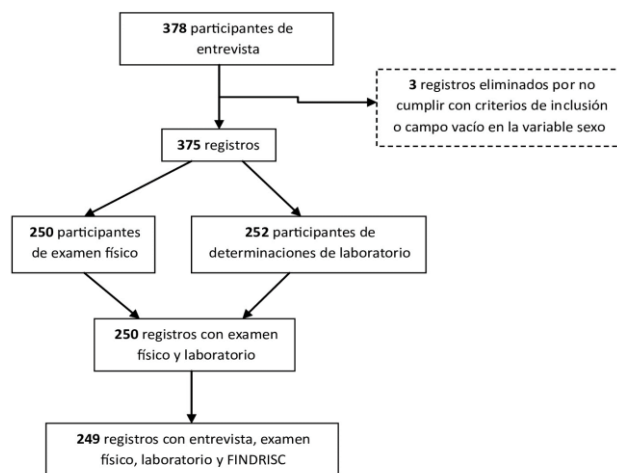 378 participantes de
entrevista
3 registros eliminados por no
cumplir con criterios de inclusión
o campo vacío en la variable sexo
375 registros
250 participantes
de examen físico
252 participantes de
determinaciones de laboratorio
250 registros con examen
físico y laboratorio
249 registros con entrevista, examen
físico, laboratorio y FINDRISC